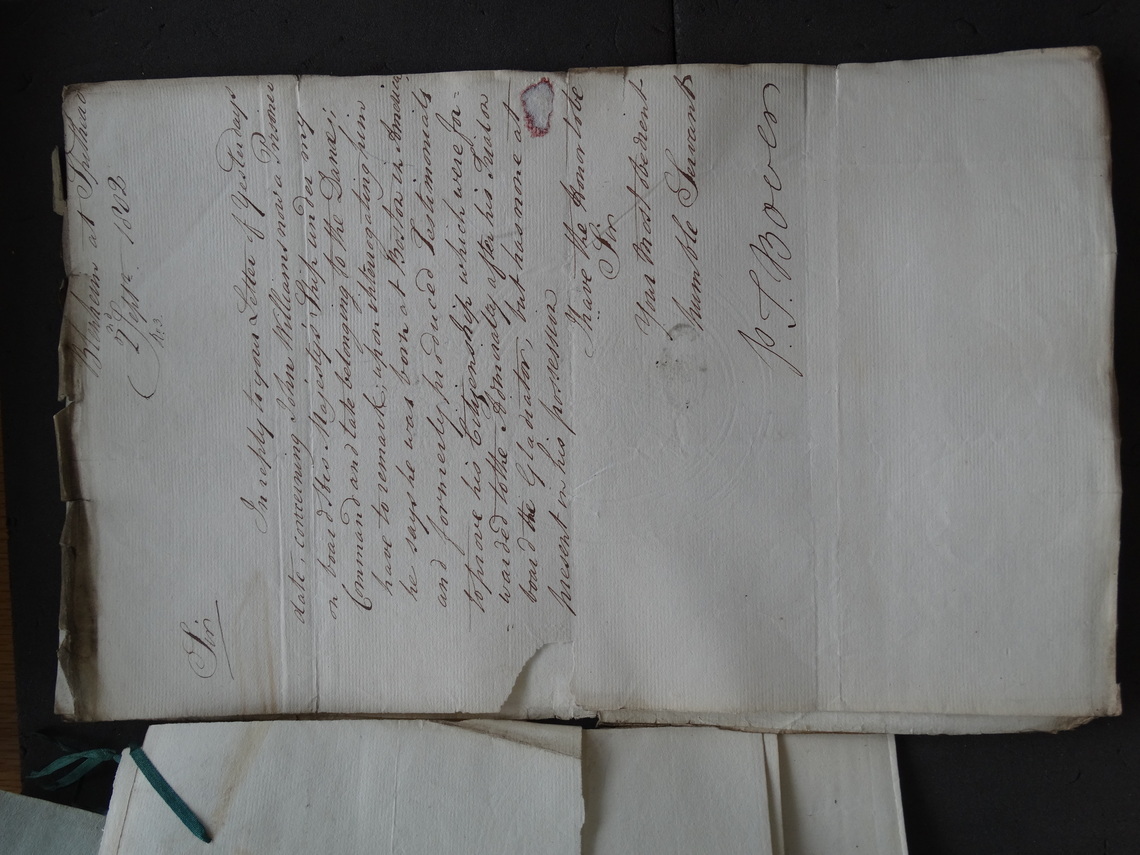 Blenheim at Spithead
2nd Septr. 1802
Sir
In reply to your Letter of Yesterdays
date, concerning John Williams now a Prisoner
on board His Majesty's Ship under my
Command and late belonging to the Danæ;
have to remark; upon interrogating him
he says he was born at Boston in America,
and formerly produced Testimonials
to prove his Citizenship which were for=
warded to the Admiralty after his Trial on
board the Gladiator, but has none at
present in his possession
I have the Honor to be
Sir
Your most obedient
humble Servant
P. T. Bover